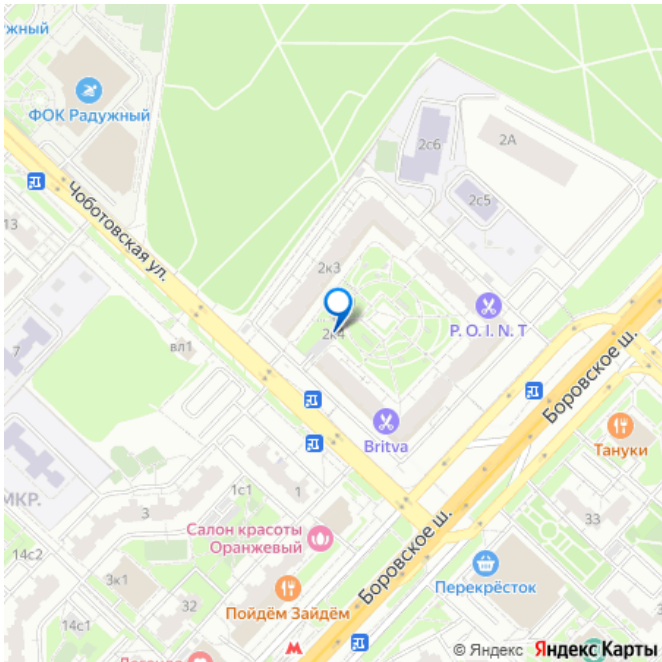 жный
ФОК Радужный
2с6
2А
2с5
Чоботовская ул.
13
2к3
2к4
P. O. I. N. T
вл1
7
Боровское ш.
Britva
Тануки
МКР.
1с1
1
3
Салон красоты
Оранжевый
33
Боровское ш.
14с2
3к1
Перекрёсток
32
Пойдём Зайдём
14с1
© Яндекс Яндекс Карты